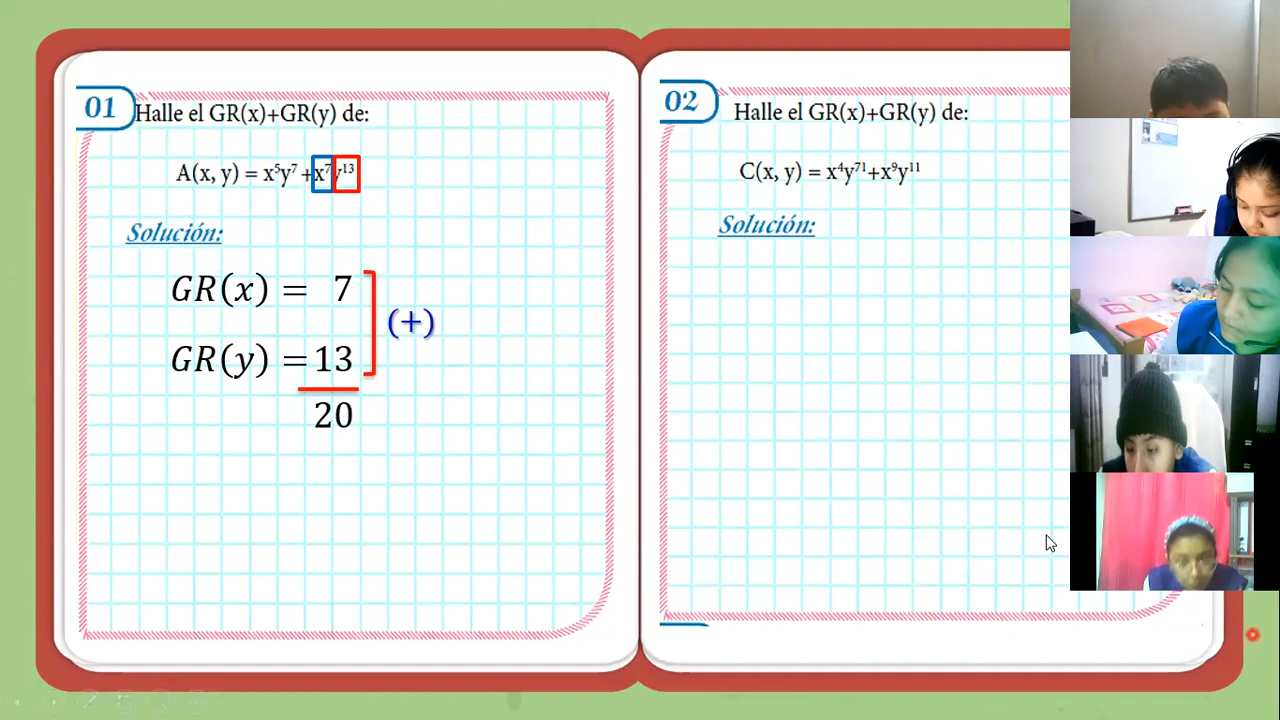 01
Halle el GR(x)+GR(y) de:
A(x, y) = x⁵y⁷ +x⁷y¹³
Solución:
GR(x) = 7
(+)
GR(y) = 13
20
02
Halle el GR(x)+GR(y) de:
C(x, y) = x⁴y⁷¹+x⁹y¹¹
Solución: